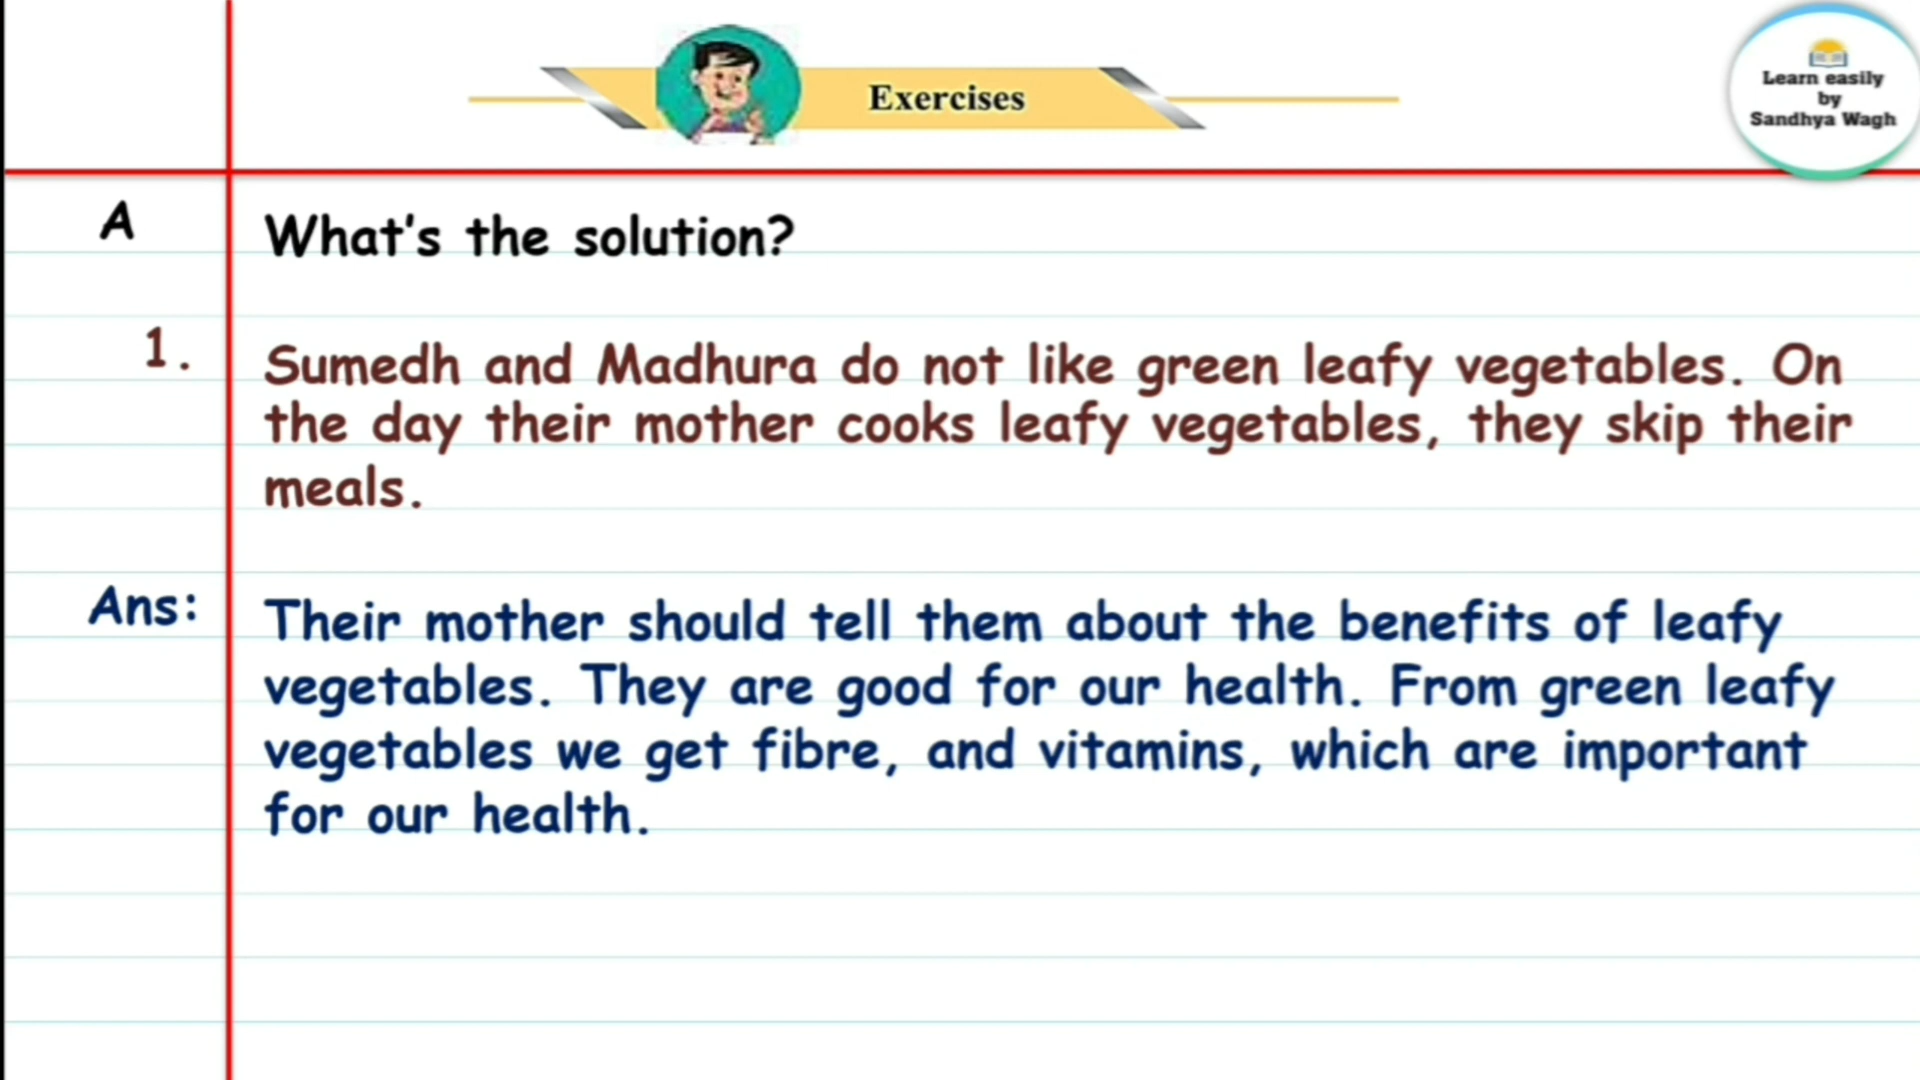 Exercises
Learn easily
by
Sandhya Wagh
A What's the solution?
1. Sumedh and Madhura do not like green leafy vegetables. On
the day their mother cooks leafy vegetables, they skip their
meals.
Ans: Their mother should tell them about the benefits of leafy
vegetables. They are good for our health. From green leafy
vegetables we get fibre, and vitamins, which are important
for our health.